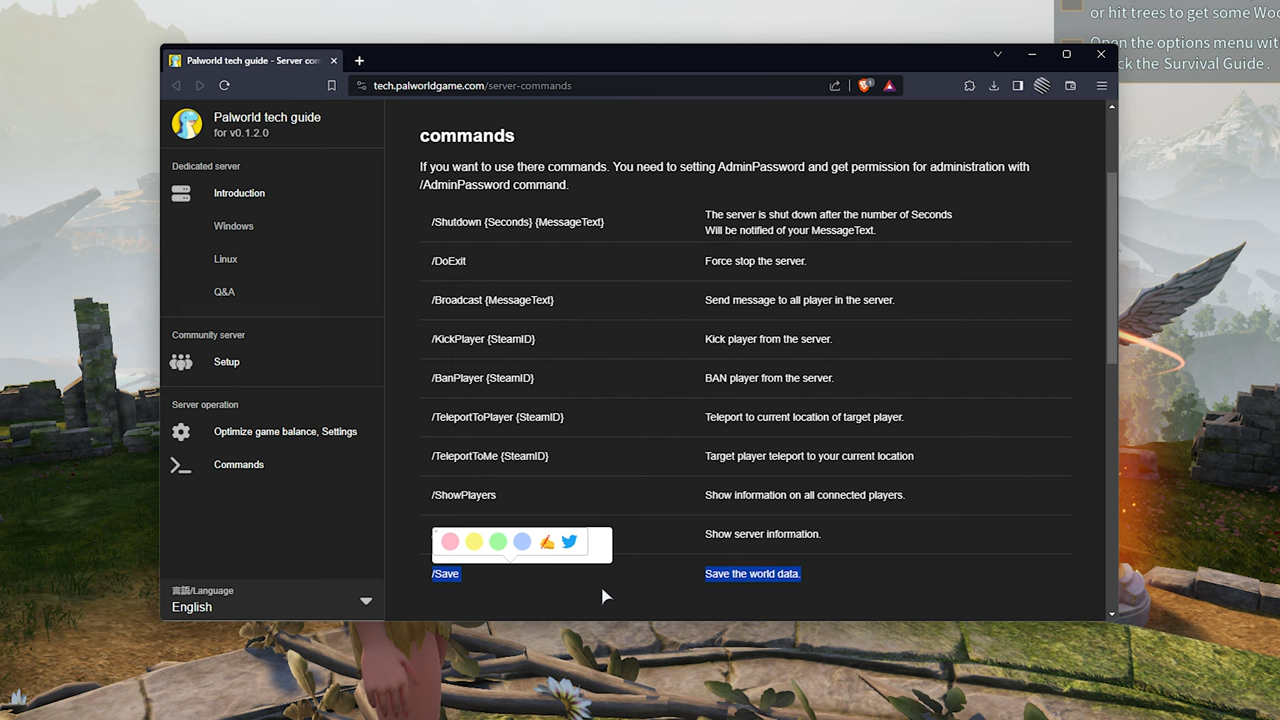 or hit trees to get some Woo
Open the options menu wit
ck the Survival Guide .
Palworld tech guide - Server com
tech.palworldgame.com/server-commands
Palworld tech guide
for v0.1.2.0
Dedicated server
Introduction
Windows
Linux
Q&A
Community server
Setup
Server operation
Optimize game balance, Settings
Commands
言語/Language
English
commands
If you want to use there commands. You need to setting AdminPassword and get permission for administration with
/AdminPassword command.
/Shutdown {Seconds} {MessageText}
The server is shut down after the number of Seconds
Will be notified of your MessageText.
/DoExit
Force stop the server.
/Broadcast {MessageText}
Send message to all player in the server.
/KickPlayer {SteamID}
Kick player from the server.
/BanPlayer {SteamID}
BAN player from the server.
/TeleportToPlayer {SteamID}
Teleport to current location of target player.
/TeleportToMe {SteamID}
Target player teleport to your current location
/ShowPlayers
Show information on all connected players.
Show server information.
/Save
Save the world data.